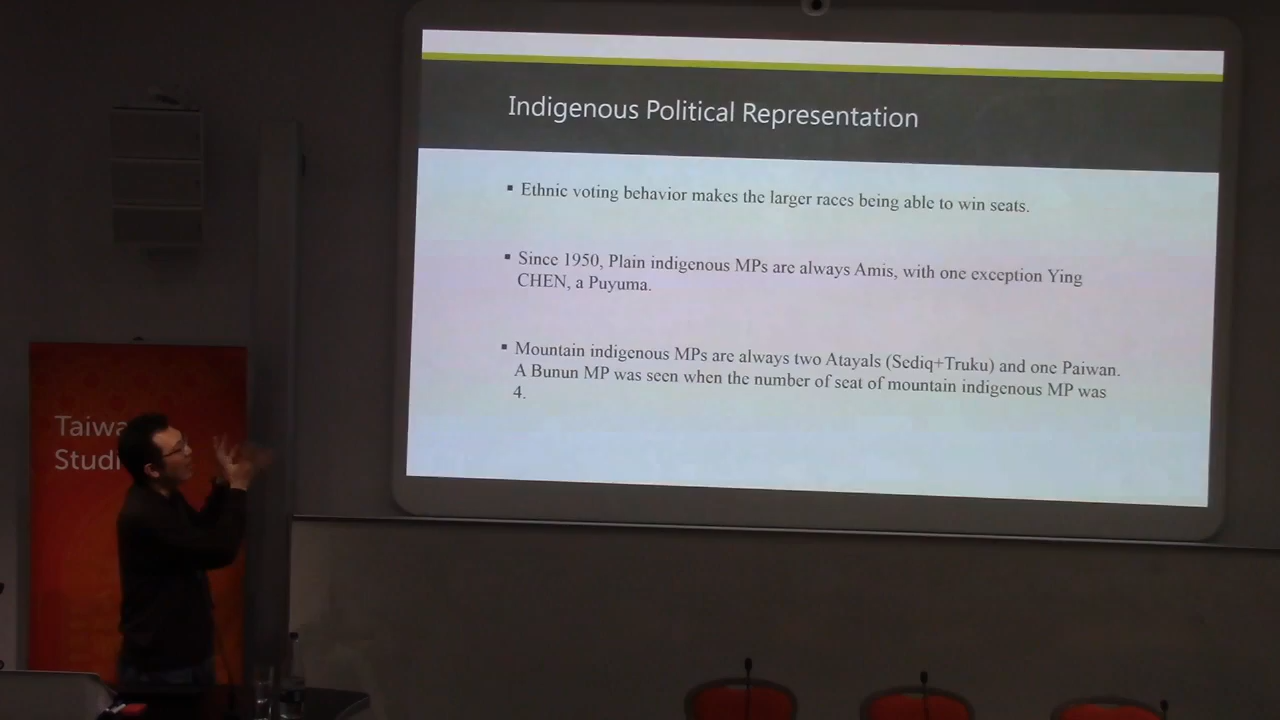 Indigenous Political Representation
▪ Ethnic voting behavior makes the larger races being able to win seats.
▪ Since 1950, Plain indigenous MPs are always Amis, with one exception Ying
CHEN, a Puyuma.
▪ Mountain indigenous MPs are always two Atayals (Sediq+Truku) and one Paiwan.
A Bunun MP was seen when the number of seat of mountain indigenous MP was
4.
Taiwa
Studi